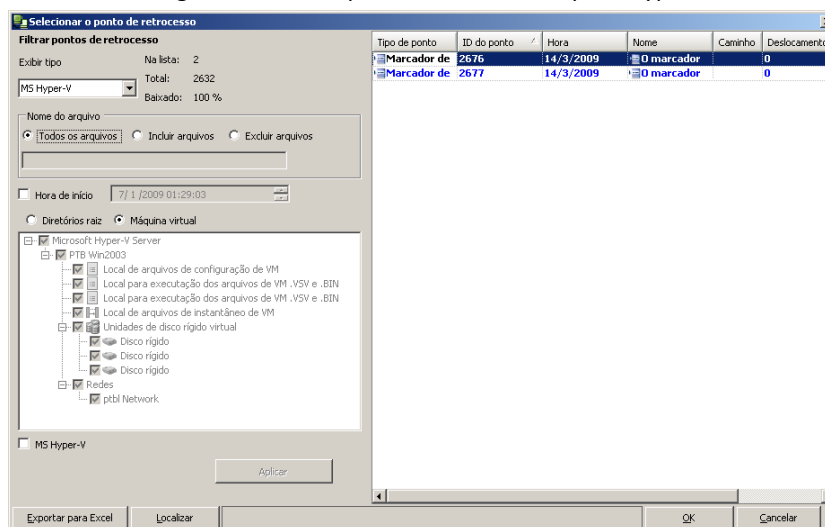 Selecionar o ponto de retrocesso
Filtrar pontos de retrocesso
Exibir tipo
Na lista: 2
Total: 2632
MS Hyper-V
Baixado: 100 %
Nome do arquivo
Todos os arquivos Incluir arquivos Excluir arquivos
Hora de início 7/ 1 /2009 01:29:03
Diretórios raiz Máquina virtual
Microsoft Hyper-V Server
PTB Win2003
Local de arquivos de configuração de VM
Local para executação dos arquivos de VM .VSV e .BIN
Local para executação dos arquivos de VM .VSV e .BIN
Local de arquivos de instantâneo de VM
Unidades de disco rígido virtual
Disco rígido
Disco rígido
Disco rígido
Redes
ptbl Network
MS Hyper-V
Aplicar
Tipo de ponto ID do ponto Hora Nome Caminho Deslocamento
Marcador de 2676 14/3/2009 O marcador 0
Marcador de 2677 14/3/2009 O marcador 0
Exportar para Excel Localizar OK Cancelar